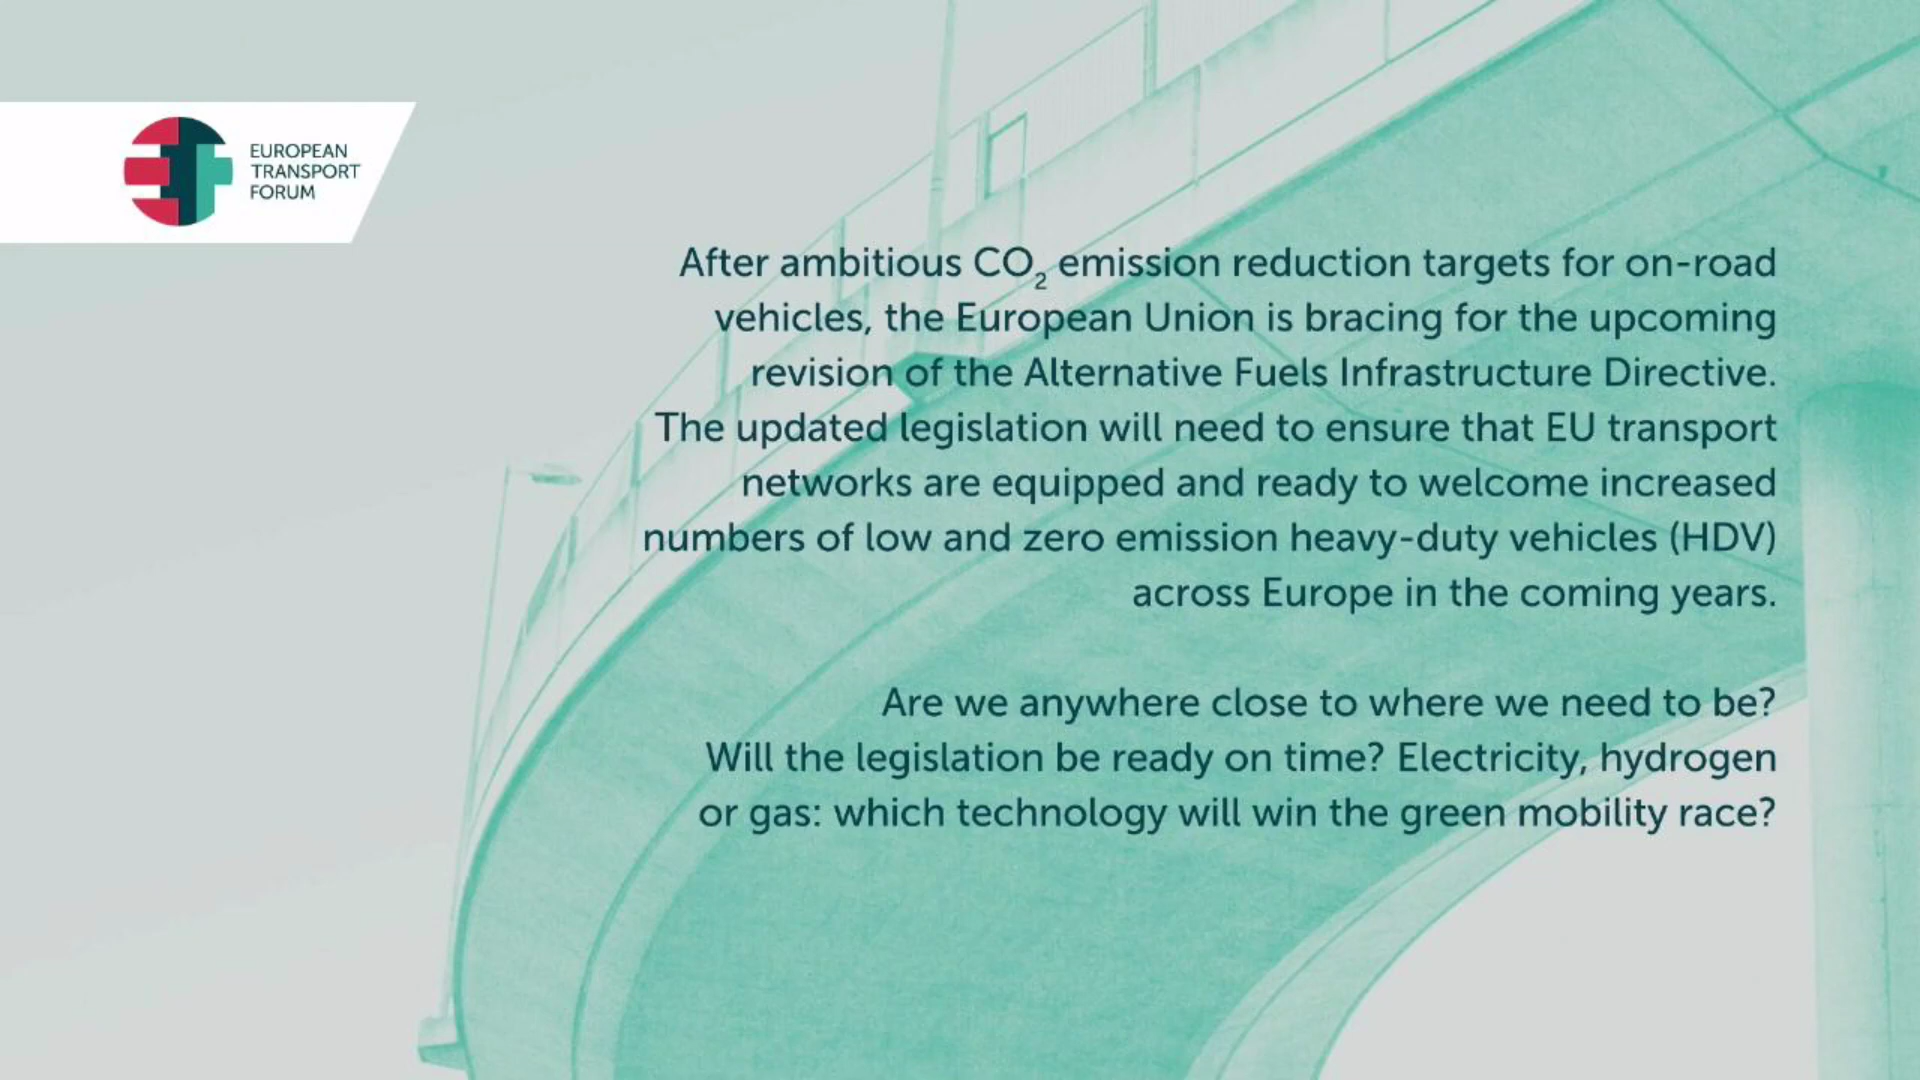 EUROPEAN
TRANSPORT
FORUM
After ambitious CO₂ emission reduction targets for on-road
vehicles, the European Union is bracing for the upcoming
revision of the Alternative Fuels Infrastructure Directive.
The updated legislation will need to ensure that EU transport
networks are equipped and ready to welcome increased
numbers of low and zero emission heavy-duty vehicles (HDV)
across Europe in the coming years.
Are we anywhere close to where we need to be?
Will the legislation be ready on time? Electricity, hydrogen
or gas: which technology will win the green mobility race?